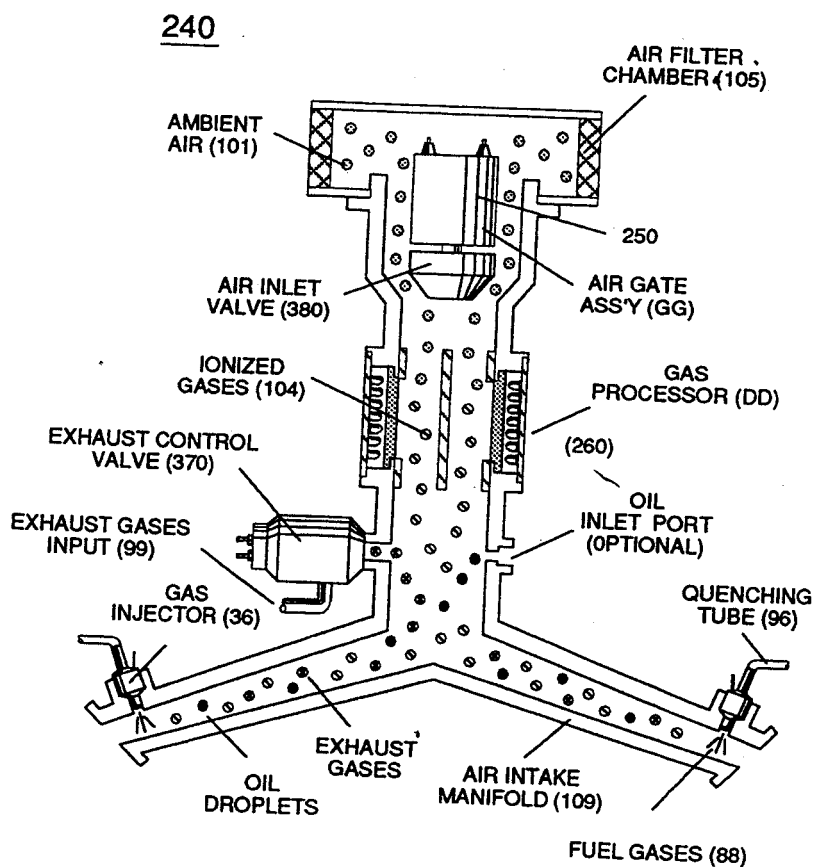 240
AIR FILTER
CHAMBER (105)
AMBIENT
AIR (101)
250
AIR INLET
VALVE (380)
AIR GATE
ASS'Y (GG)
IONIZED
GASES (104)
GAS
PROCESSOR (DD)
EXHAUST CONTROL
VALVE (370)
(260)
OIL
INLET PORT
(OPTIONAL)
EXHAUST GASES
INPUT (99)
GAS
INJECTOR (36)
QUENCHING
TUBE (96)
EXHAUST
GASES
OIL
DROPLETS
AIR INTAKE
MANIFOLD (109)
FUEL GASES (88)